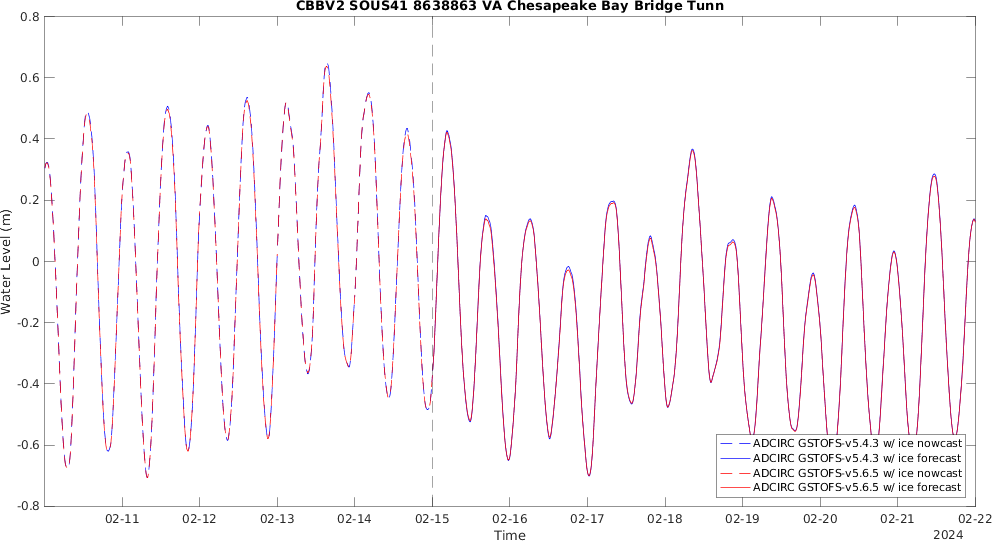 CBBV2 SOUS41 8638863 VA Chesapeake Bay Bridge Tunn
0.8
0.6
0.4
0.2
0
-0.2
-0.4
-0.6
-0.8
Water Level (m)
ADCIRC GSTOFS-v5.4.3 w/ ice nowcast
ADCIRC GSTOFS-v5.4.3 w/ ice forecast
ADCIRC GSTOFS-v5.6.5 w/ ice nowcast
ADCIRC GSTOFS-v5.6.5 w/ ice forecast
02-11 02-12 02-13 02-14 02-15 02-16 02-17 02-18 02-19 02-20 02-21 02-22
Time
2024